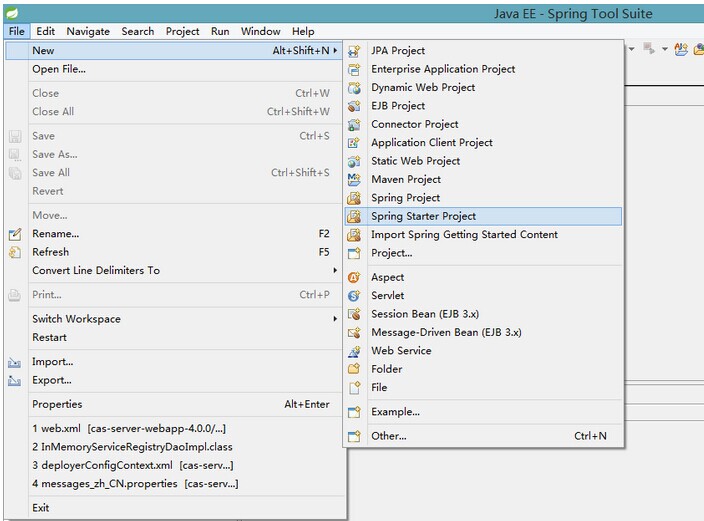 Java EE - Spring Tool Suite
File Edit Navigate Search Project Run Window Help
New Alt+Shift+N
Open File...
Close Ctrl+W
Close All Ctrl+Shift+W
Save Ctrl+S
Save As...
Save All Ctrl+Shift+S
Revert
Move...
Rename... F2
Refresh F5
Convert Line Delimiters To
Print... Ctrl+P
Switch Workspace
Restart
Import...
Export...
Properties Alt+Enter
1 web.xml [cas-server-webapp-4.0.0/...]
2 InMemoryServiceRegistryDaoImpl.class
3 deployerConfigContext.xml [cas-serv...]
4 messages_zh_CN.properties [cas-serv...]
Exit
JPA Project
Enterprise Application Project
Dynamic Web Project
EJB Project
Connector Project
Application Client Project
Static Web Project
Maven Project
Spring Project
Spring Starter Project
Import Spring Getting Started Content
Project...
Aspect
Servlet
Session Bean (EJB 3.x)
Message-Driven Bean (EJB 3.x)
Web Service
Folder
File
Example...
Other... Ctrl+N